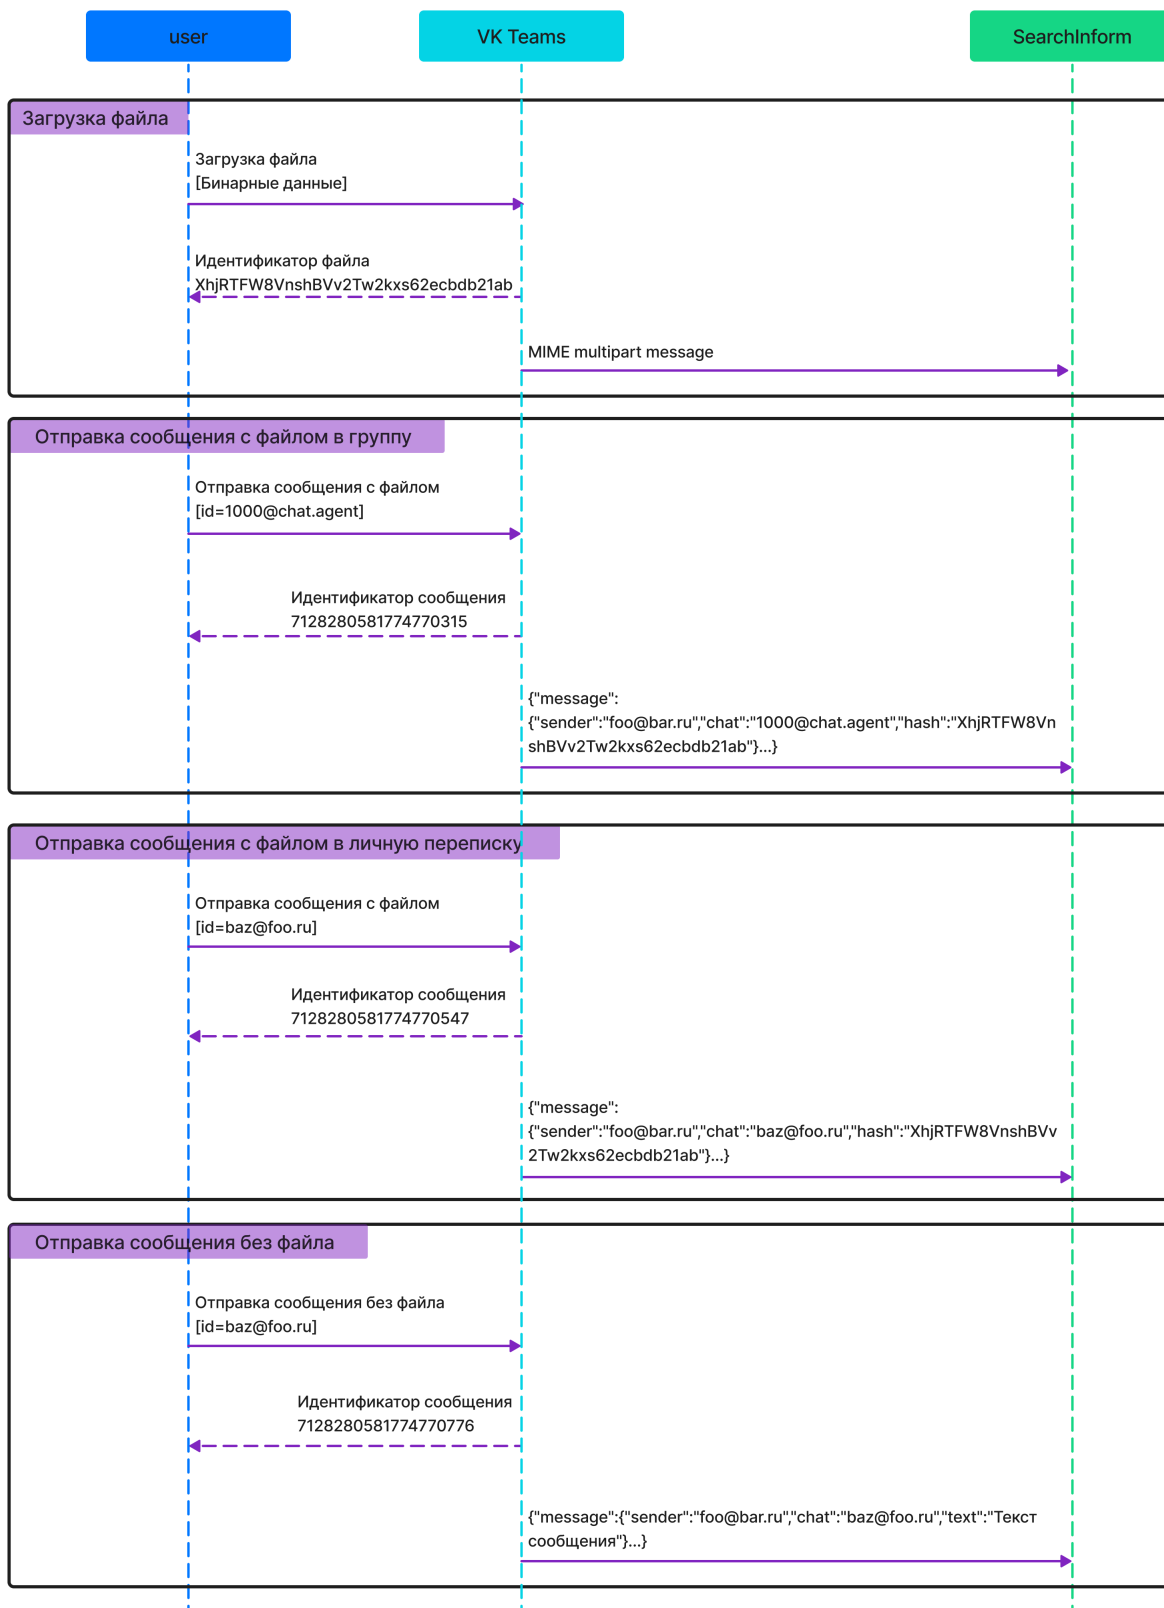 user
VK Teams
SearchInform
Загрузка файла
Загрузка файла
[Бинарные данные]
Идентификатор файла
XhjRTFW8VnshBVv2Tw2kxs62ecbdb21ab
MIME multipart message
Отправка сообщения с файлом в группу
Отправка сообщения с файлом
[id=1000@chat.agent]
Идентификатор сообщения
7128280581774770315
{"message":
{"sender":"foo@bar.ru","chat":"1000@chat.agent","hash":"XhjRTFW8Vn
shBVv2Tw2kxs62ecbdb21ab"}...}
Отправка сообщения с файлом в личную переписку
Отправка сообщения с файлом
[id=baz@foo.ru]
Идентификатор сообщения
7128280581774770547
{"message":
{"sender":"foo@bar.ru","chat":"baz@foo.ru","hash":"XhjRTFW8VnshBVv
2Tw2kxs62ecbdb21ab"}...}
Отправка сообщения без файла
Отправка сообщения без файла
[id=baz@foo.ru]
Идентификатор сообщения
7128280581774770776
{"message":{"sender":"foo@bar.ru","chat":"baz@foo.ru","text":"Текст
сообщения"}...}